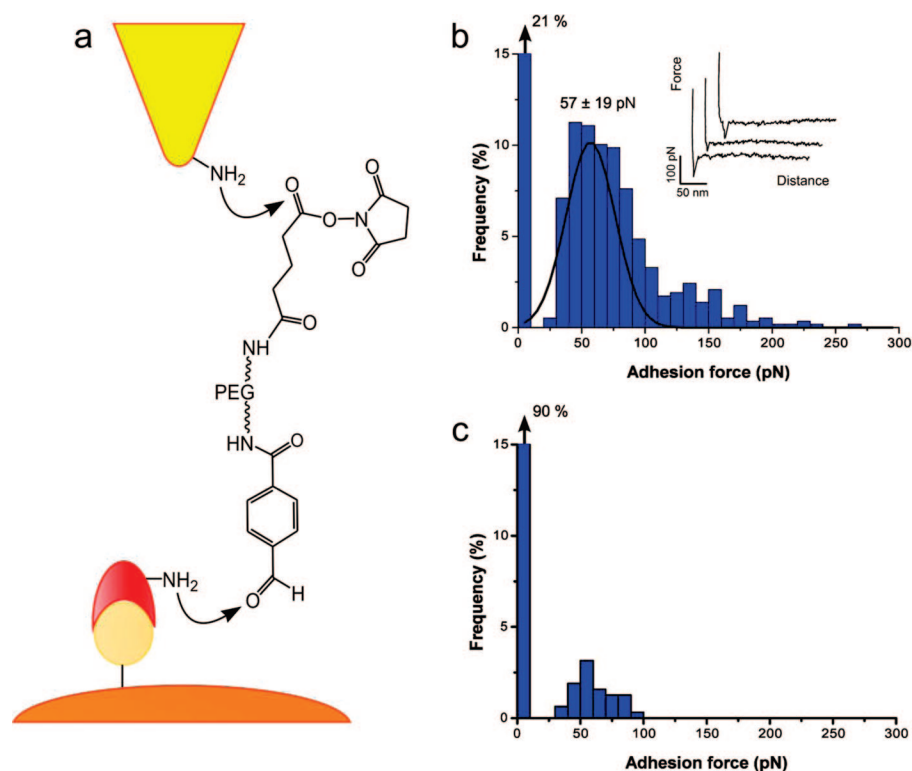 a
NH2
O
O
O
N
O
O
O
NH
PEG
HN
O
NH2
O
H
b
21 %
15
57 ± 19 pN
10
5
0
Frequency (%)
0 50 100 150 200 250 300
Adhesion force (pN)
Force
100 pN
50 nm
Distance
c
90 %
15
10
5
0
Frequency (%)
0 50 100 150 200 250 300
Adhesion force (pN)